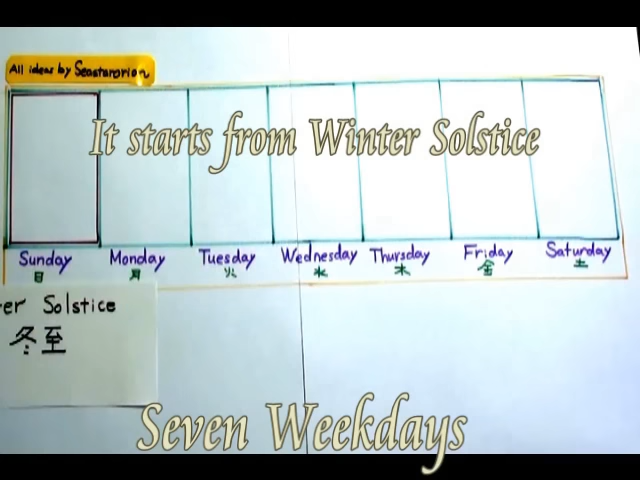 All ideas by Seastarorion
It starts from Winter Solstice
Sunday Monday Tuesday Wednesday Thursday Friday Saturday
日 月 火 水 木 金 土
er Solstice
冬至
Seven Weekdays